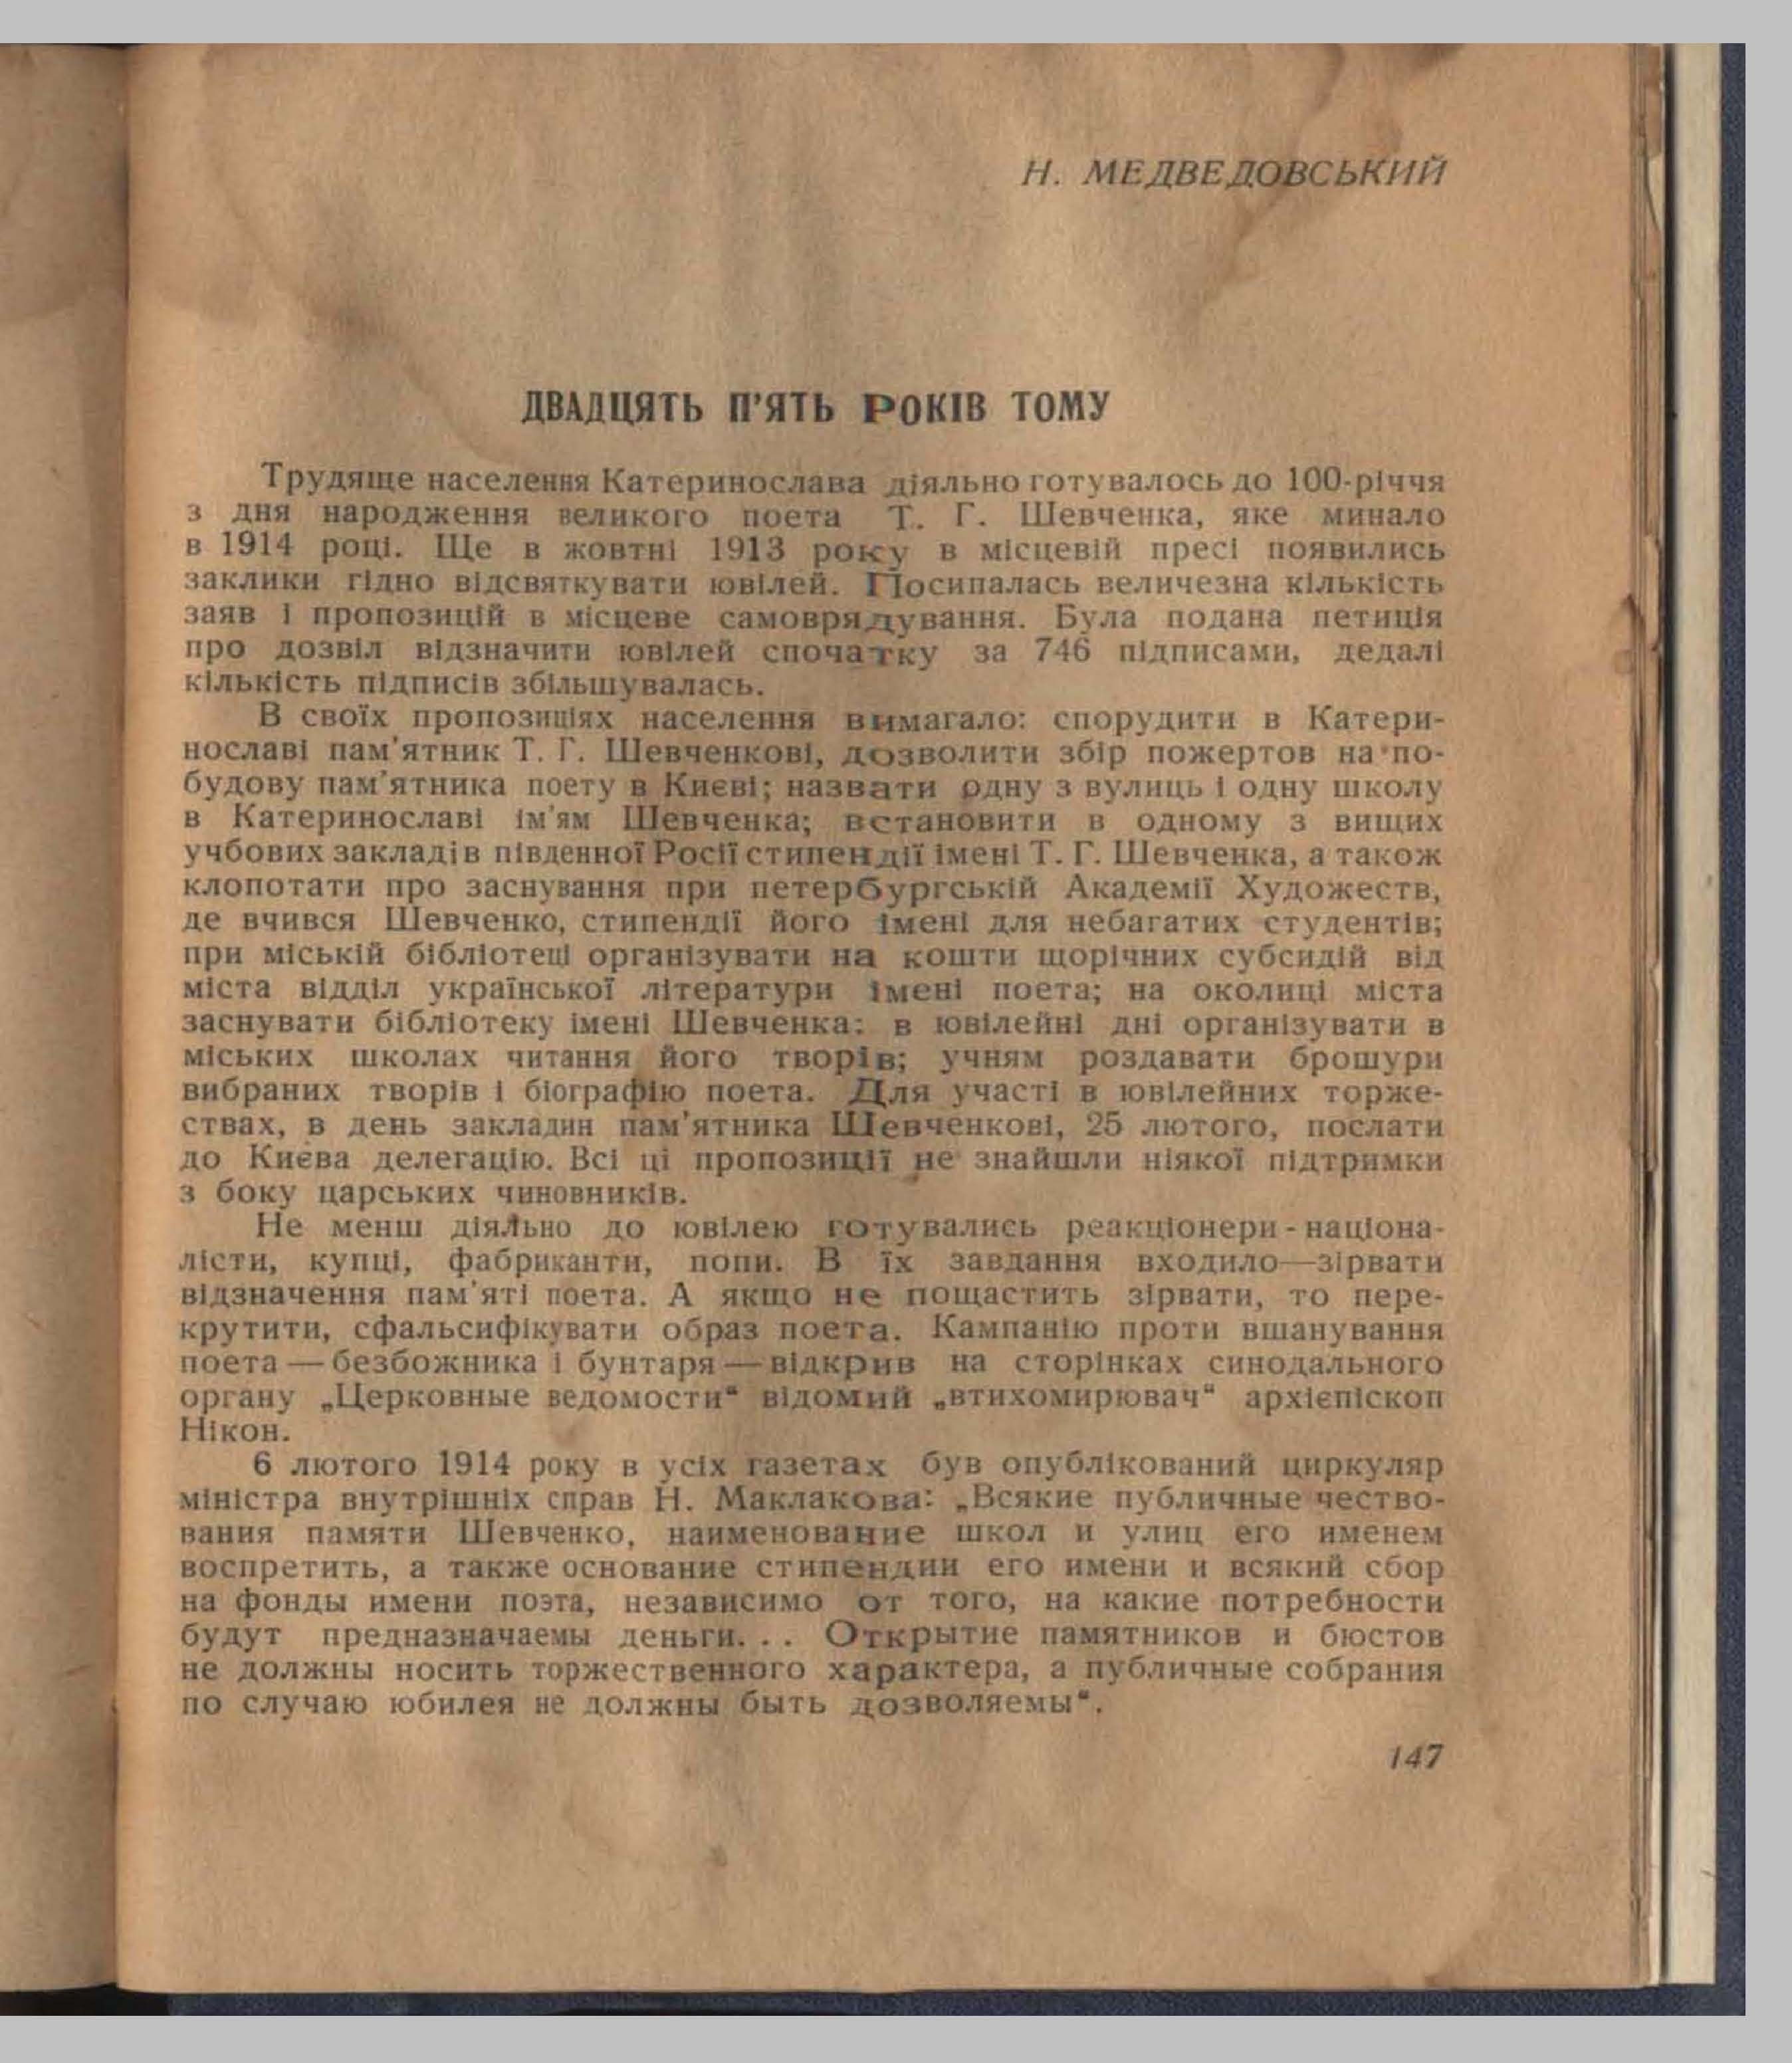 Н. МЕДВЕДОВСЬКИЙ
ДВАДЦЯТЬ П’ЯТЬ РОКІВ ТОМУ
Трудяще населення Катеринослава діяльно готувалось до 100-річчя
з дня народження великого поета Т. Г. Шевченка, яке минало
в 1914 році. Ще в жовтні 1913 року в місцевій пресі появились
заклики гідно відсвяткувати ювілей. Посипалась величезна кількість
заяв і пропозицій в місцеве самоврядування. Була подана петиція
про дозвіл відзначити ювілей спочатку за 746 підписами, дедалі
кількість підписів збільшувалась.
В своїх пропозиціях населення вимагало: спорудити в Катери-
нославі пам’ятник Т. Г. Шевченкові, дозволити збір пожертов на по-
будову пам’ятника поету в Києві; назвати одну з вулиць і одну школу
в Катеринославі ім’ям Шевченка; встановити в одному з вищих
учбових закладів південної Росії стипендії імені Т. Г. Шевченка, а також
клопотати про заснування при петербургській Академії Художеств,
де вчився Шевченко, стипендії його імені для небагатих студентів;
при міській бібліотеці організувати на кошти щорічних субсидій від
міста відділ української літератури імені поета; на околиці міста
заснувати бібліотеку імені Шевченка: в ювілейні дні організувати в
міських школах читання його творів; учням роздавати брошури
вибраних творів і біографію поета. Для участі в ювілейних торже-
ствах, в день закладин пам’ятника Шевченкові, 25 лютого, послати
до Києва делегацію. Всі ці пропозиції не знайшли ніякої підтримки
з боку царських чиновників.
Не менш діяльно до ювілею готувались реакціонери-націона-
лісти, купці, фабриканти, попи. В їх завдання входило—зірвати
відзначення пам’яті поета. А якщо не пощастить зірвати, то пере-
крутити, сфальсифікувати образ поета. Кампанію проти вшанування
поета — безбожника і бунтаря — відкрив на сторінках синодального
органу „Церковные ведомости“ відомий „втихомирювач“ архієпіскоп
Нікон.
6 лютого 1914 року в усіх газетах був опублікований циркуляр
міністра внутрішніх справ Н. Маклакова: „Всякие публичные чество-
вания памяти Шевченко, наименование школ и улиц его именем
воспретить, а также основание стипендии его имени и всякий сбор
на фонды имени поэта, независимо от того, на какие потребности
будут предназначаемы деньги. . . Открытие памятников и бюстов
не должны носить торжественного характера, а публичные собрания
по случаю юбилея не должны быть дозволяемы“.
147